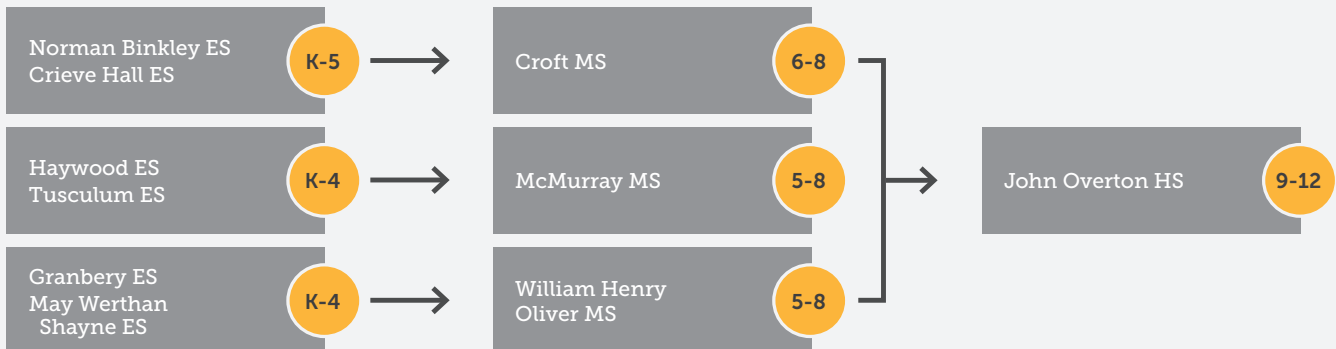 Norman Binkley ES
Crieve Hall ES
K-5
Croft MS
6-8
Haywood ES
Tusculum ES
K-4
McMurray MS
5-8
John Overton HS
9-12
Granbery ES
May Werthan
Shayne ES
K-4
William Henry
Oliver MS
5-8